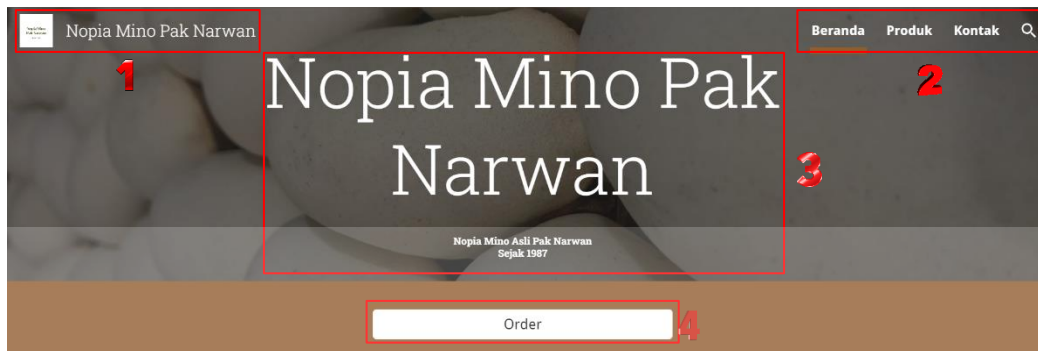 Nopia Mino Pak Narwan
Beranda Produk Kontak
1
2
Nopia Mino Pak
Narwan
3
Nopia Mino Asli Pak Narwan
Sejak 1987
Order
4